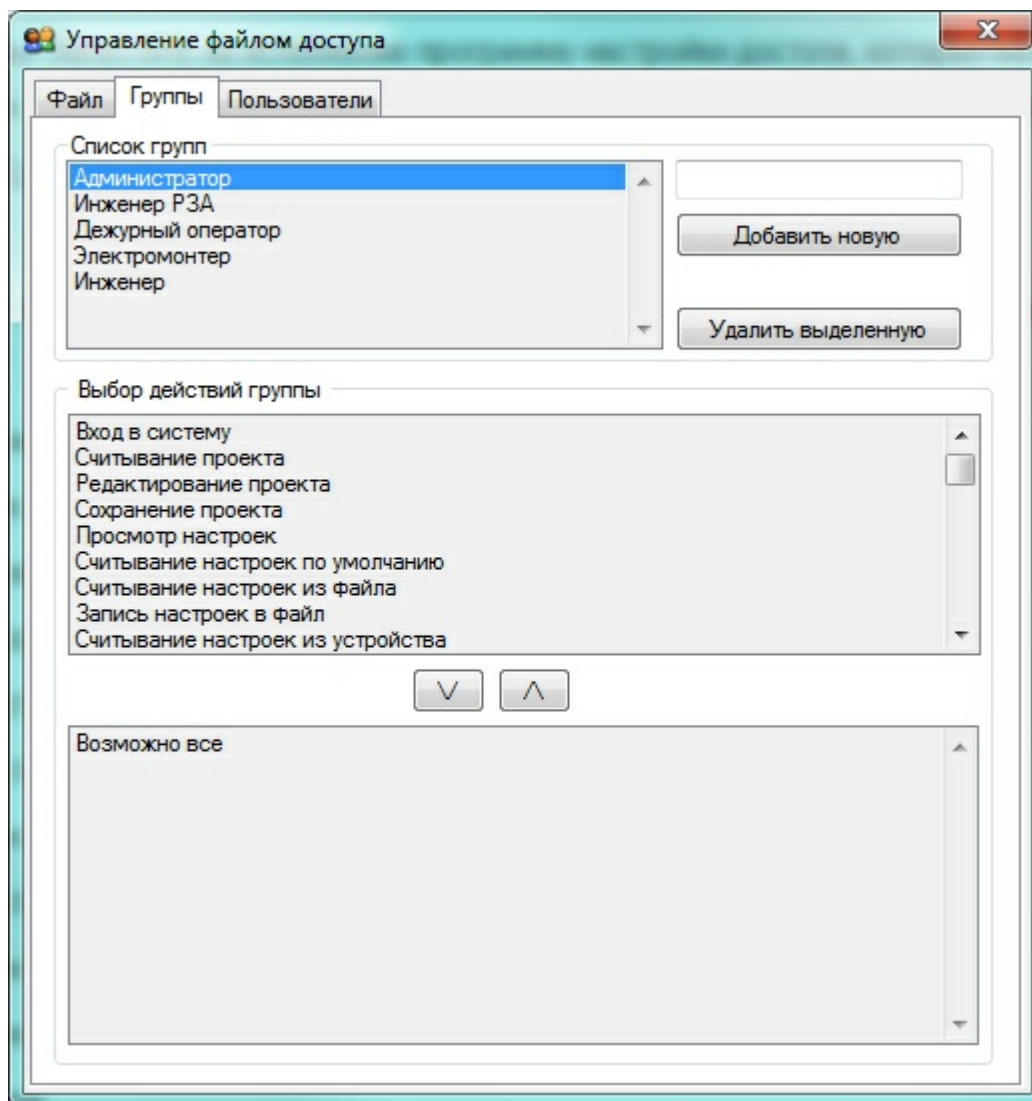 Управление файлом доступа
Файл Группы Пользователи
Список групп
Администратор
Инженер РЗА
Дежурный оператор
Электромонтер
Инженер
Добавить новую
Удалить выделенную
Выбор действий группы
Вход в систему
Считывание проекта
Редактирование проекта
Сохранение проекта
Просмотр настроек
Считывание настроек по умолчанию
Считывание настроек из файла
Запись настроек в файл
Считывание настроек из устройства
Возможно все